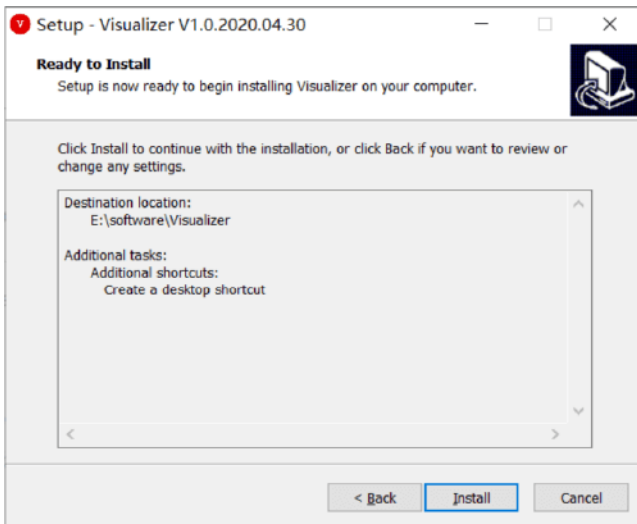 V Setup - Visualizer V1.0.2020.04.30
Ready to Install
Setup is now ready to begin installing Visualizer on your computer.
Click Install to continue with the installation, or click Back if you want to review or
change any settings.
Destination location:
E:\software\Visualizer
Additional tasks:
Additional shortcuts:
Create a desktop shortcut
< Back Install Cancel